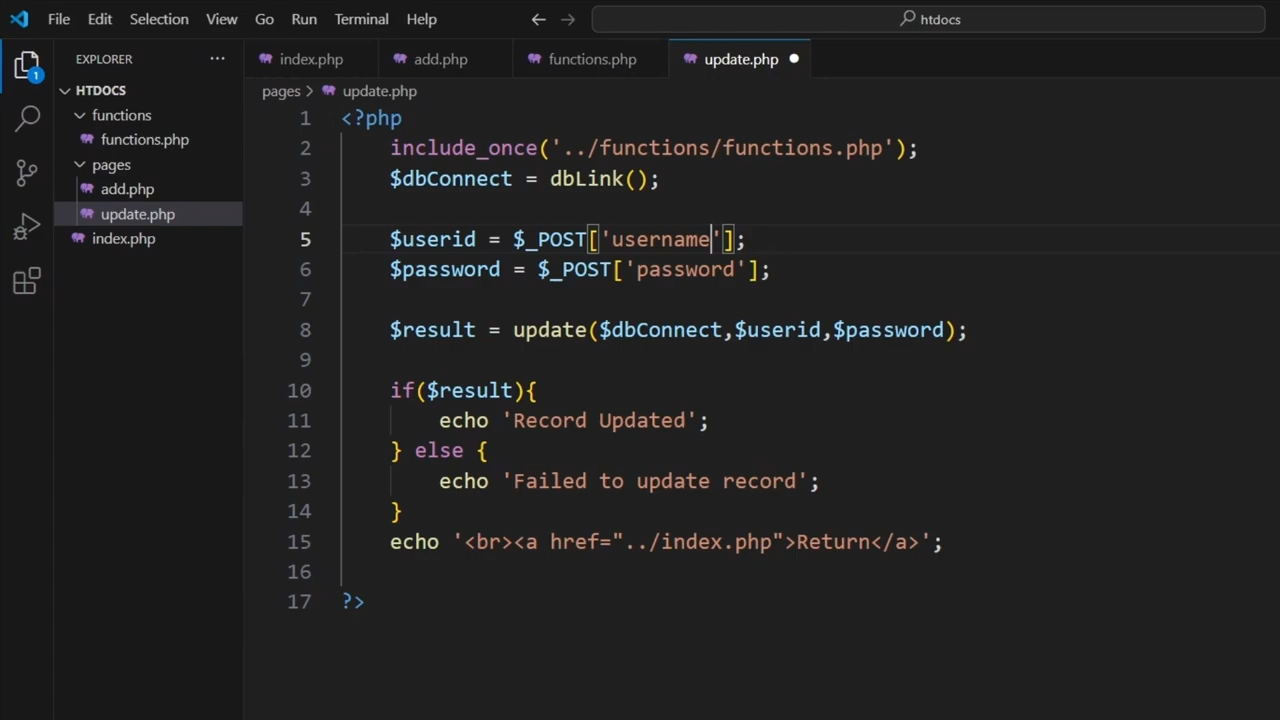 File Edit Selection View Go Run Terminal Help htdocs
EXPLORER ... index.php add.php functions.php update.php
1
HTDOCS
functions
functions.php
pages
add.php
update.php
index.php
pages > update.php
1 <?php
2 include_once('../functions/functions.php');
3 $dbConnect = dbLink();
4
5 $userid = $_POST['username'];
6 $password = $_POST['password'];
7
8 $result = update($dbConnect,$userid,$password);
9
10 if($result){
11 echo 'Record Updated';
12 } else {
13 echo 'Failed to update record';
14 }
15 echo '<br><a href="../index.php">Return</a>';
16
17 ?>